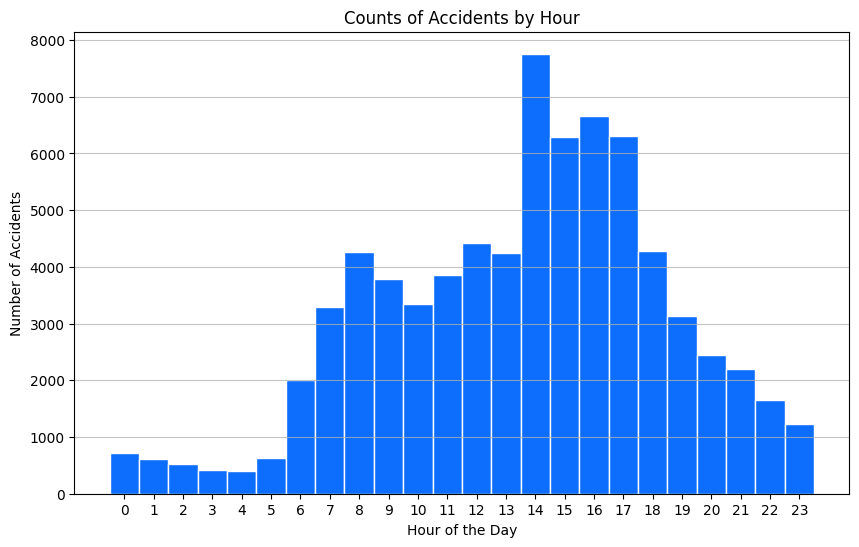 Counts of Accidents by Hour
8000
7000
6000
5000
4000
3000
2000
1000
0
Number of Accidents
0 1 2 3 4 5 6 7 8 9 10 11 12 13 14 15 16 17 18 19 20 21 22 23
Hour of the Day